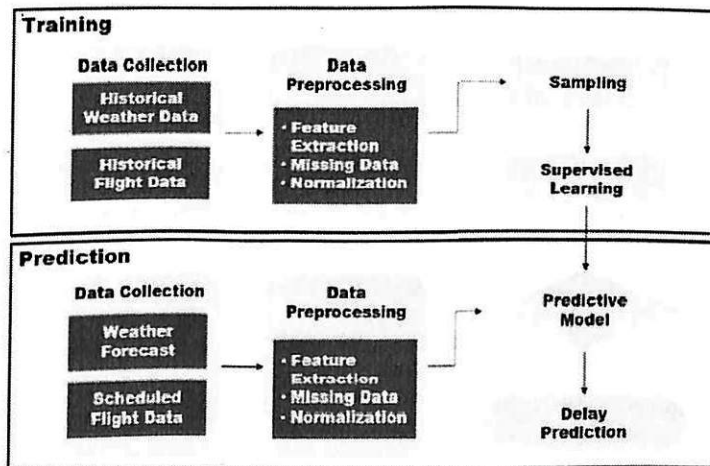 Training
Data Collection
Historical
Weather Data
Historical
Flight Data
Data
Preprocessing
• Feature
Extraction
• Missing Data
• Normalization
Sampling
Supervised
Learning
Prediction
Data Collection
Weather
Forecast
Scheduled
Flight Data
Data
Preprocessing
• Feature
Extraction
• Missing Data
• Normalization
Predictive
Model
Delay
Prediction